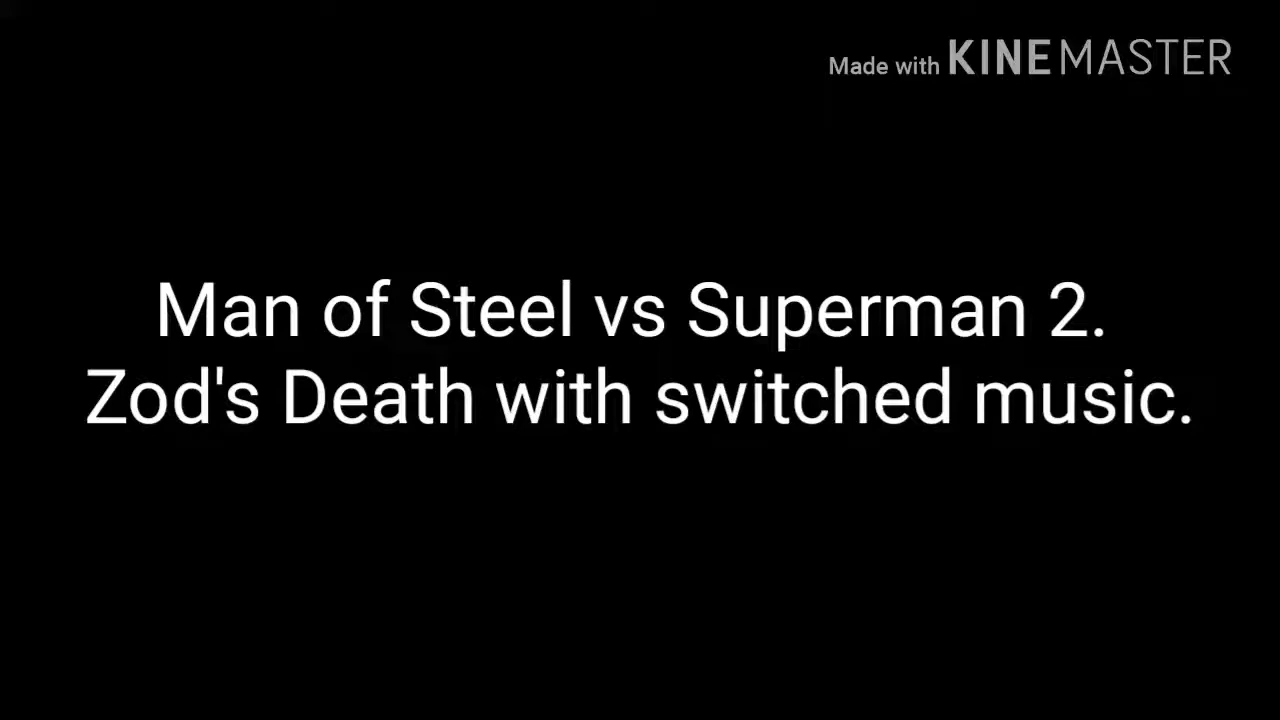 Made with KINEMASTER
Man of Steel vs Superman 2.
Zod's Death with switched music.